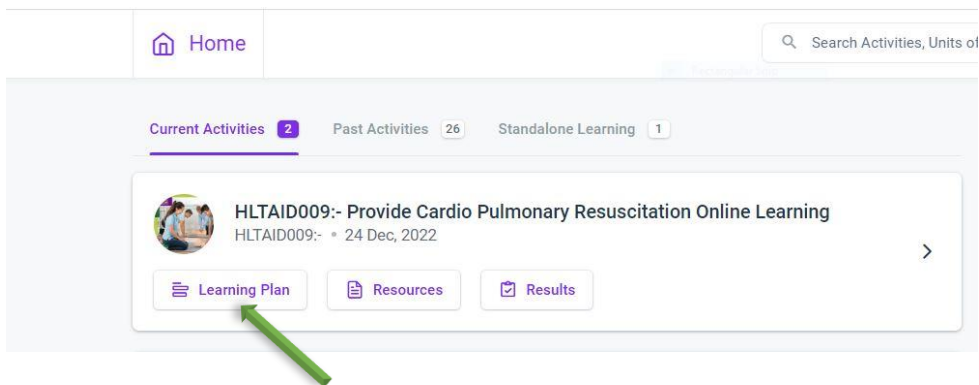 Home
Search Activities, Units of
Current Activities 2 Past Activities 26 Standalone Learning 1
HLTAID009:- Provide Cardio Pulmonary Resuscitation Online Learning
HLTAID009:- • 24 Dec, 2022
Learning Plan Resources Results